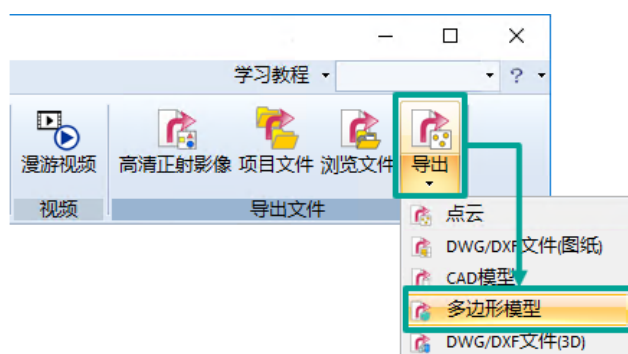 学习教程
?
漫游视频
高清正射影像
项目文件
浏览文件
导出
视频
导出文件
点云
DWG/DXF文件(图纸)
CAD模型
多边形模型
DWG/DXF文件(3D)